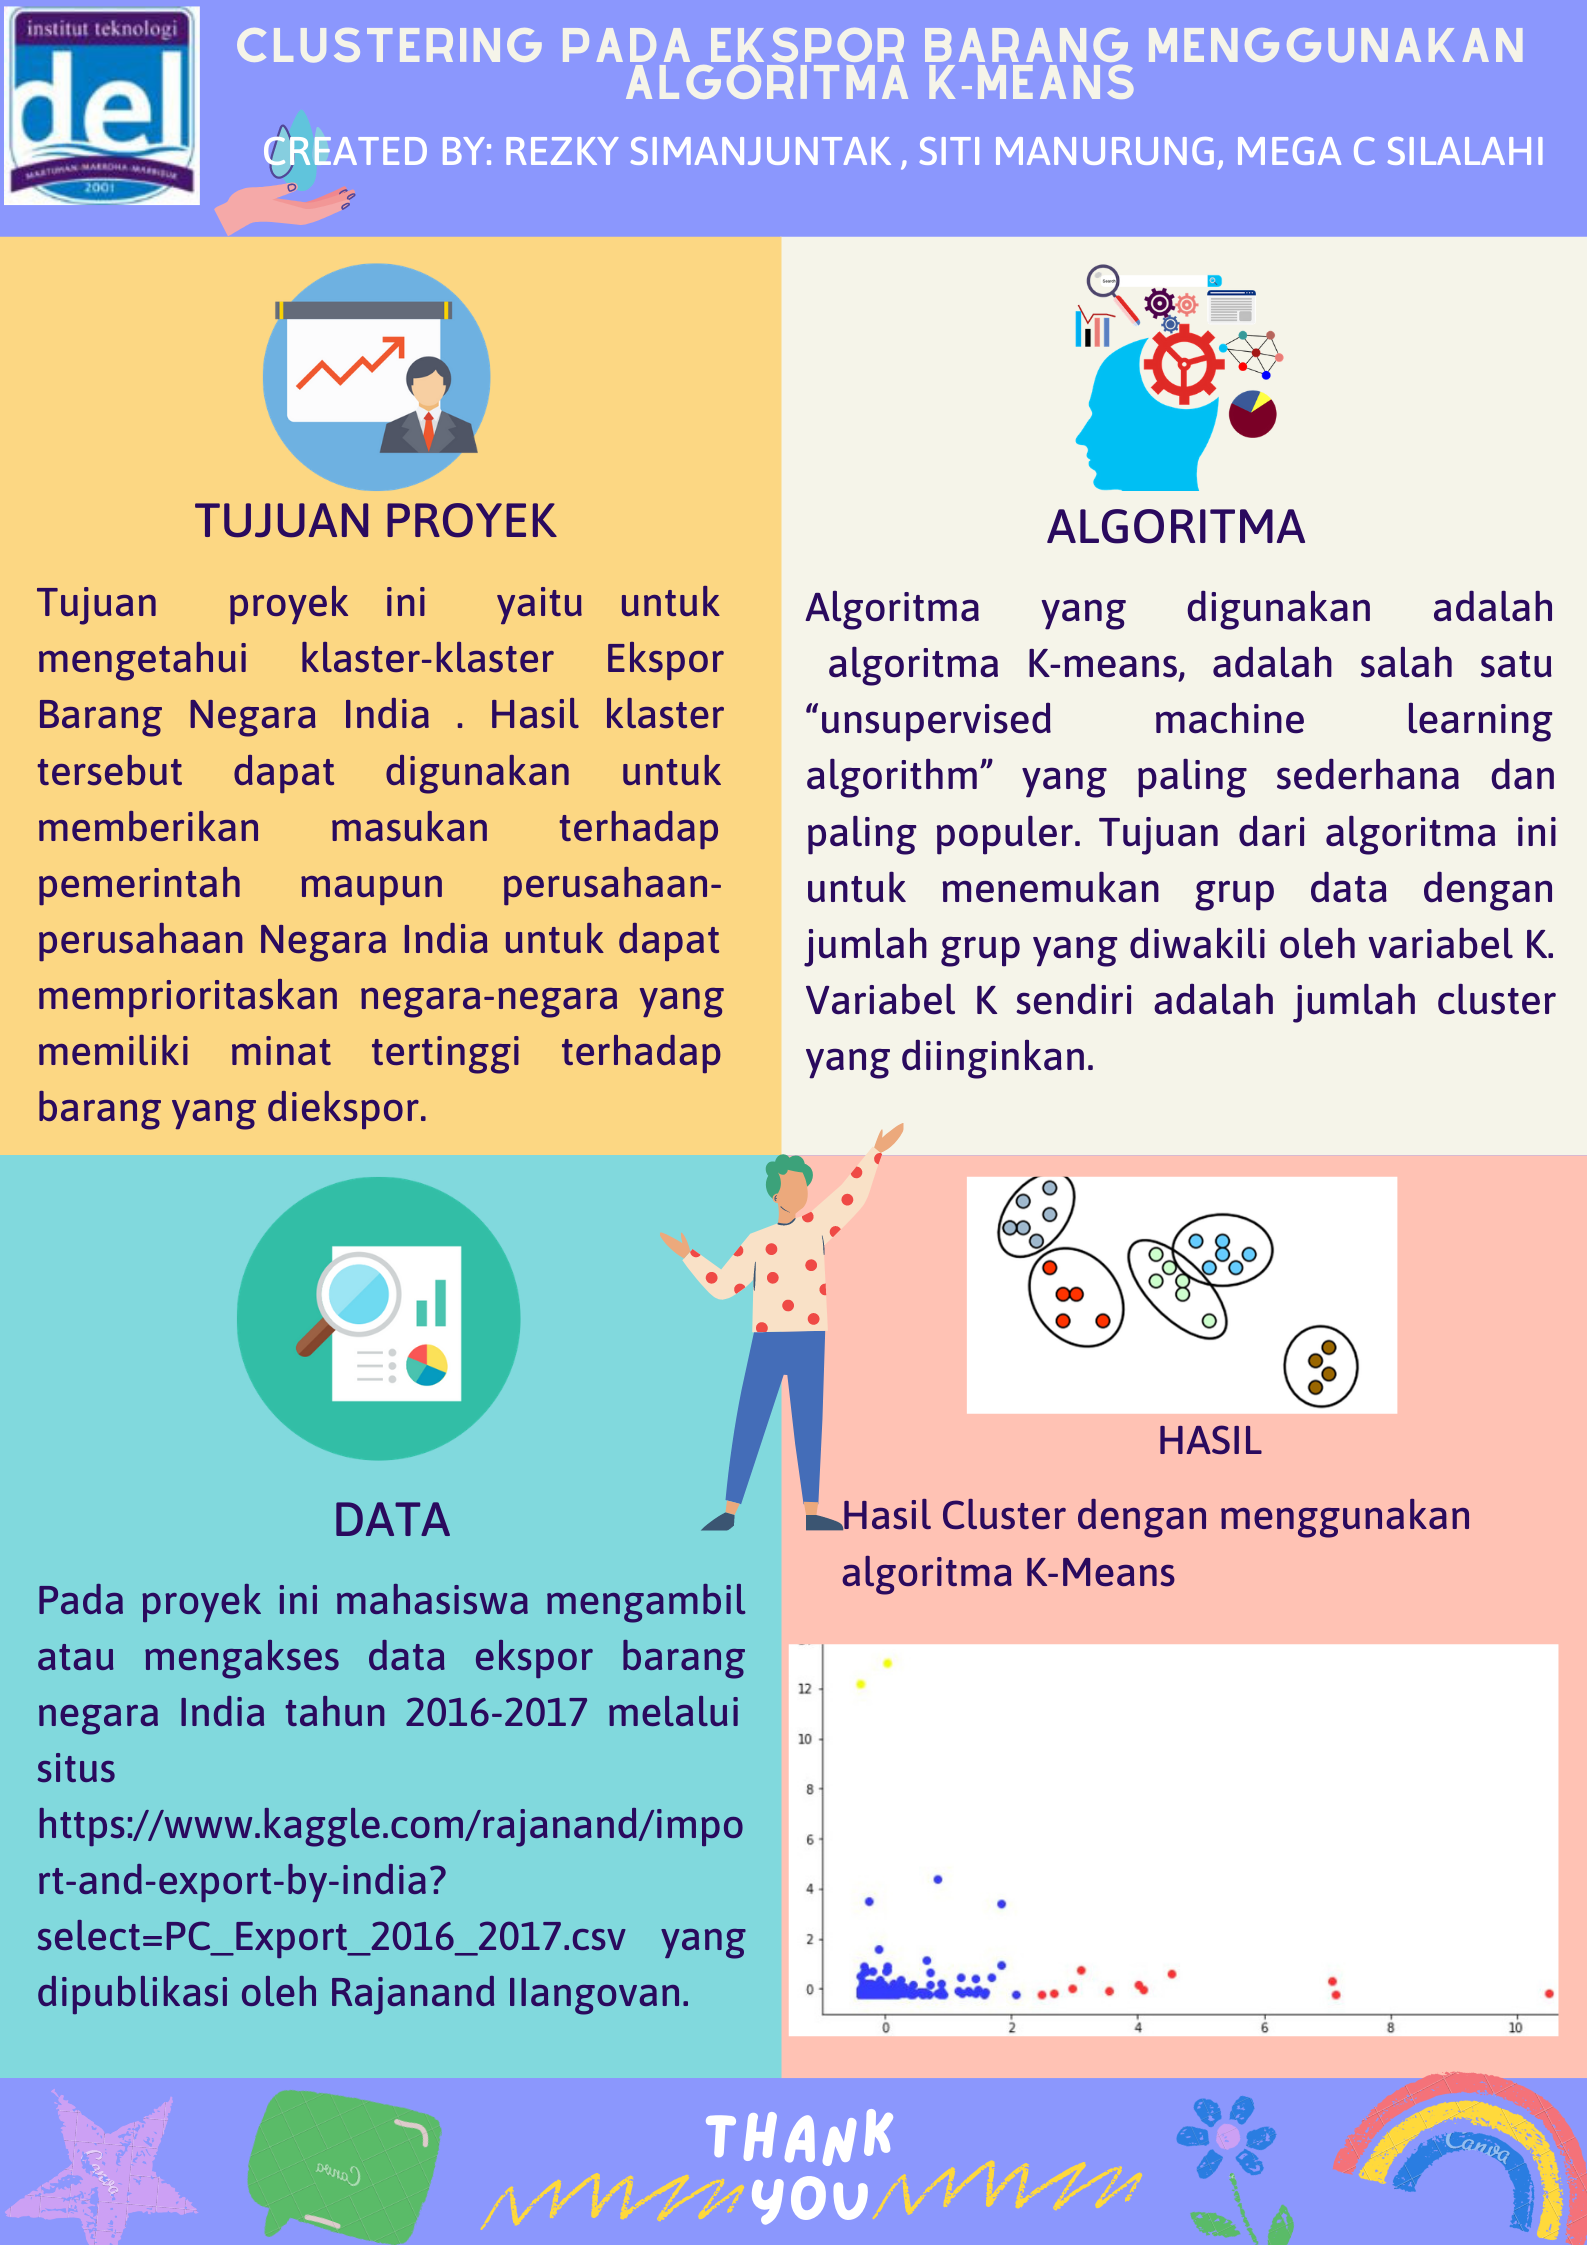 institut teknologi
del
MARTUHAN-MARROHA-MARBISUK
2001
CLUSTERING PADA EKSPOR BARANG MENGGUNAKAN
ALGORITMA K-MEANS
CREATED BY: REZKY SIMANJUNTAK , SITI MANURUNG, MEGA C SILALAHI
TUJUAN PROYEK
Tujuan proyek ini yaitu untuk
mengetahui klaster-klaster Ekspor
Barang Negara India . Hasil klaster
tersebut dapat digunakan untuk
memberikan masukan terhadap
pemerintah maupun perusahaan-
perusahaan Negara India untuk dapat
memprioritaskan negara-negara yang
memiliki minat tertinggi terhadap
barang yang diekspor.
Search
ALGORITMA
Algoritma yang digunakan adalah
algoritma K-means, adalah salah satu
“unsupervised machine learning
algorithm” yang paling sederhana dan
paling populer. Tujuan dari algoritma ini
untuk menemukan grup data dengan
jumlah grup yang diwakili oleh variabel K.
Variabel K sendiri adalah jumlah cluster
yang diinginkan.
DATA
Pada proyek ini mahasiswa mengambil
atau mengakses data ekspor barang
negara India tahun 2016-2017 melalui
situs
https://www.kaggle.com/rajanand/impo
rt-and-export-by-india?
select=PC_Export_2016_2017.csv yang
dipublikasi oleh Rajanand IIangovan.
HASIL
Hasil Cluster dengan menggunakan
algoritma K-Means
12
10
8
6
4
2
0
0 2 4 6 8 10
THANK
YOU
Canva
Canva
Canva